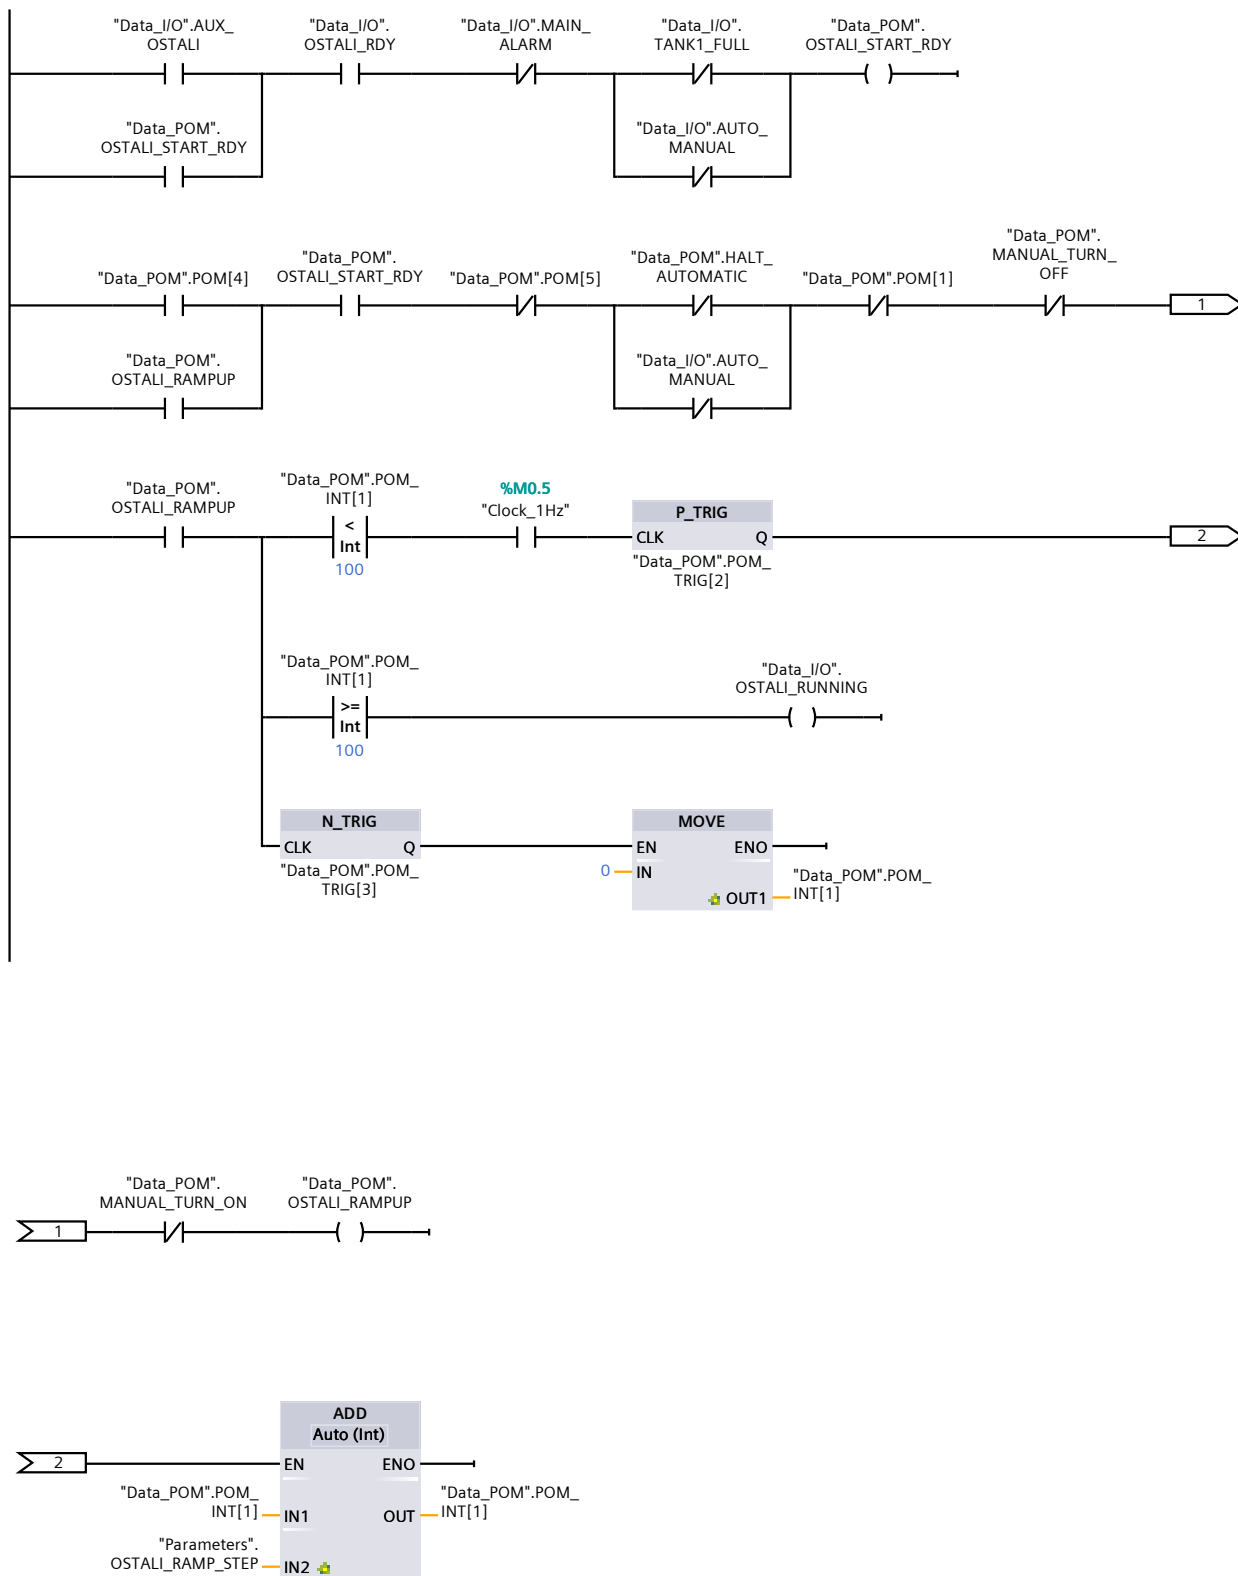 "Data_I/O".AUX_
OSTALI
"Data_I/O".
OSTALI_RDY
"Data_I/O".MAIN_
ALARM
"Data_I/O".
TANK1_FULL
"Data_POM".
OSTALI_START_RDY
"Data_POM".
OSTALI_START_RDY
"Data_I/O".AUTO_
MANUAL
"Data_POM".POM[4]
"Data_POM".
OSTALI_START_RDY
"Data_POM".POM[5]
"Data_POM".HALT_
AUTOMATIC
"Data_POM".POM[1]
"Data_POM".
MANUAL_TURN_
OFF
1
"Data_POM".
OSTALI_RAMPUP
"Data_I/O".AUTO_
MANUAL
"Data_POM".
OSTALI_RAMPUP
"Data_POM".POM_
INT[1]
<
Int
100
%M0.5
"Clock_1Hz"
P_TRIG
CLK Q
"Data_POM".POM_
TRIG[2]
2
"Data_POM".POM_
INT[1]
>=
Int
100
"Data_I/O".
OSTALI_RUNNING
N_TRIG
CLK Q
"Data_POM".POM_
TRIG[3]
MOVE
EN ENO
0 IN
OUT1
"Data_POM".POM_
INT[1]
1
"Data_POM".
MANUAL_TURN_ON
"Data_POM".
OSTALI_RAMPUP
2
ADD
Auto (Int)
EN ENO
"Data_POM".POM_
INT[1]
IN1 OUT
"Data_POM".POM_
INT[1]
"Parameters".
OSTALI_RAMP_STEP
IN2